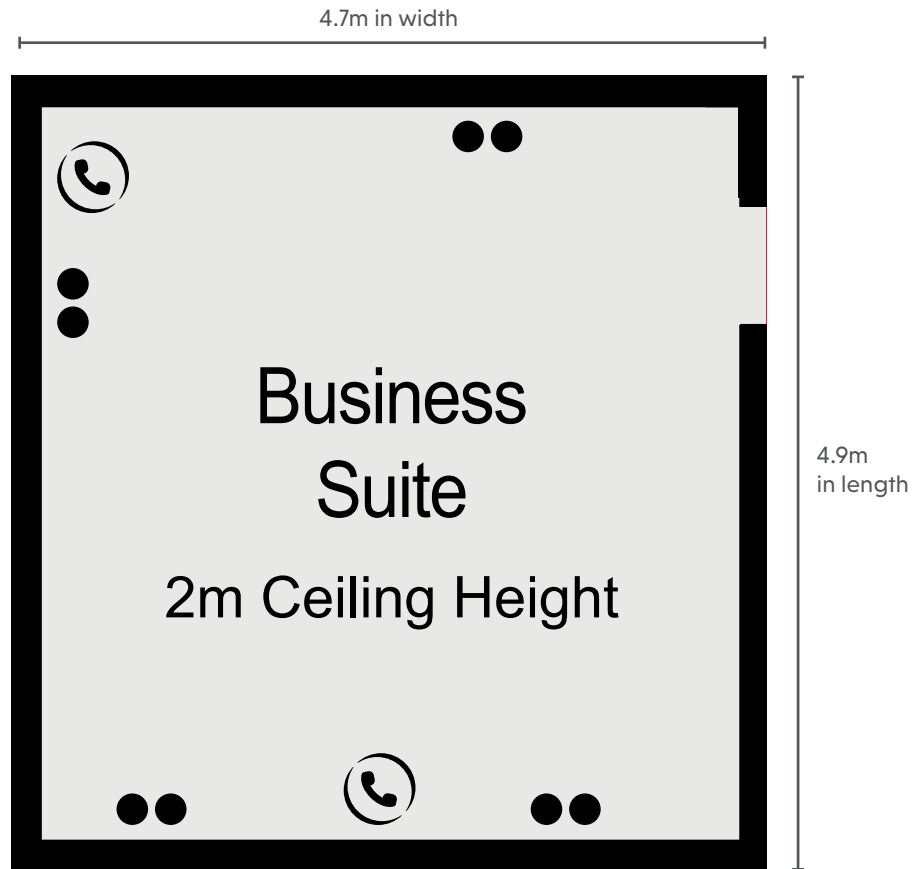 4.7m in width
Business
Suite
2m Ceiling Height
4.9m
in length